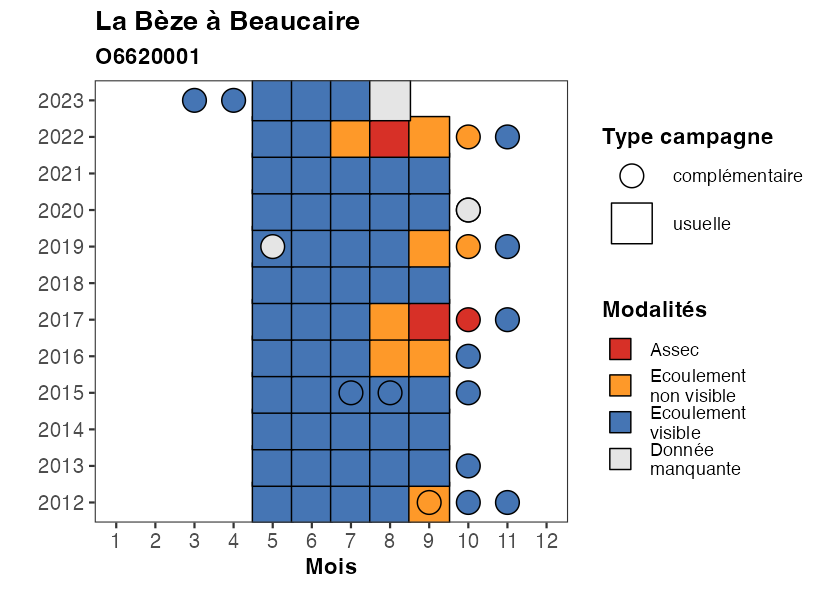 La Bèze à Beaucaire
O6620001
2023
2022
2021
2020
2019
2018
2017
2016
2015
2014
2013
2012
1 2 3 4 5 6 7 8 9 10 11 12
Mois
Type campagne
complémentaire
usuelle
Modalités
Assec
Ecoulement
non visible
Ecoulement
visible
Donnée
manquante